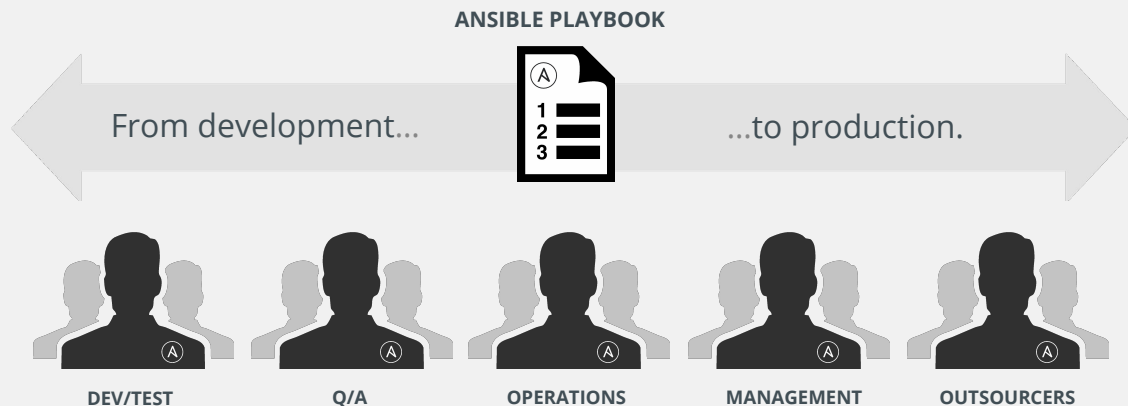 ANSIBLE PLAYBOOK
From development...
...to production.
1
2
3
DEV/TEST
Q/A
OPERATIONS
MANAGEMENT
OUTSOURCERS